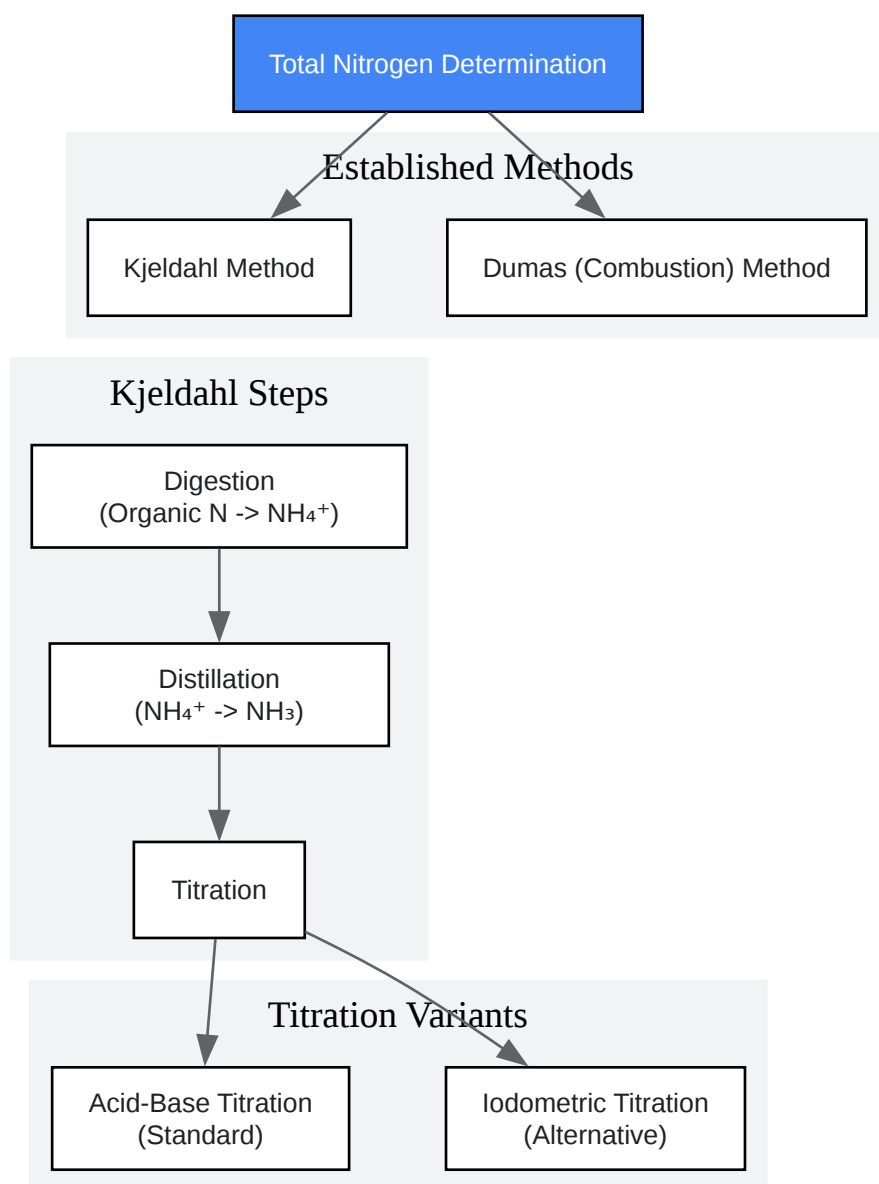 Total Nitrogen Determination
Established Methods
Kjeldahl Method
Dumas (Combustion) Method
Kjeldahl Steps
Digestion
(Organic N -> NH₄⁺)
Distillation
(NH₄⁺ -> NH₃)
Titration
Titration Variants
Acid-Base Titration
(Standard)
Iodometric Titration
(Alternative)